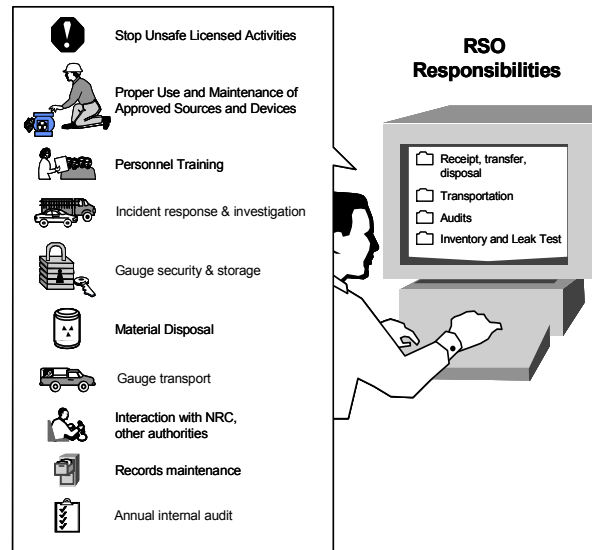 Stop Unsafe Licensed Activities
Proper Use and Maintenance of
Approved Sources and Devices
Personnel Training
Incident response & investigation
Gauge security & storage
Material Disposal
Gauge transport
Interaction with NRC,
other authorities
Records maintenance
Annual internal audit
RSO
Responsibilities
Receipt, transfer,
disposal
Transportation
Audits
Inventory and Leak Test